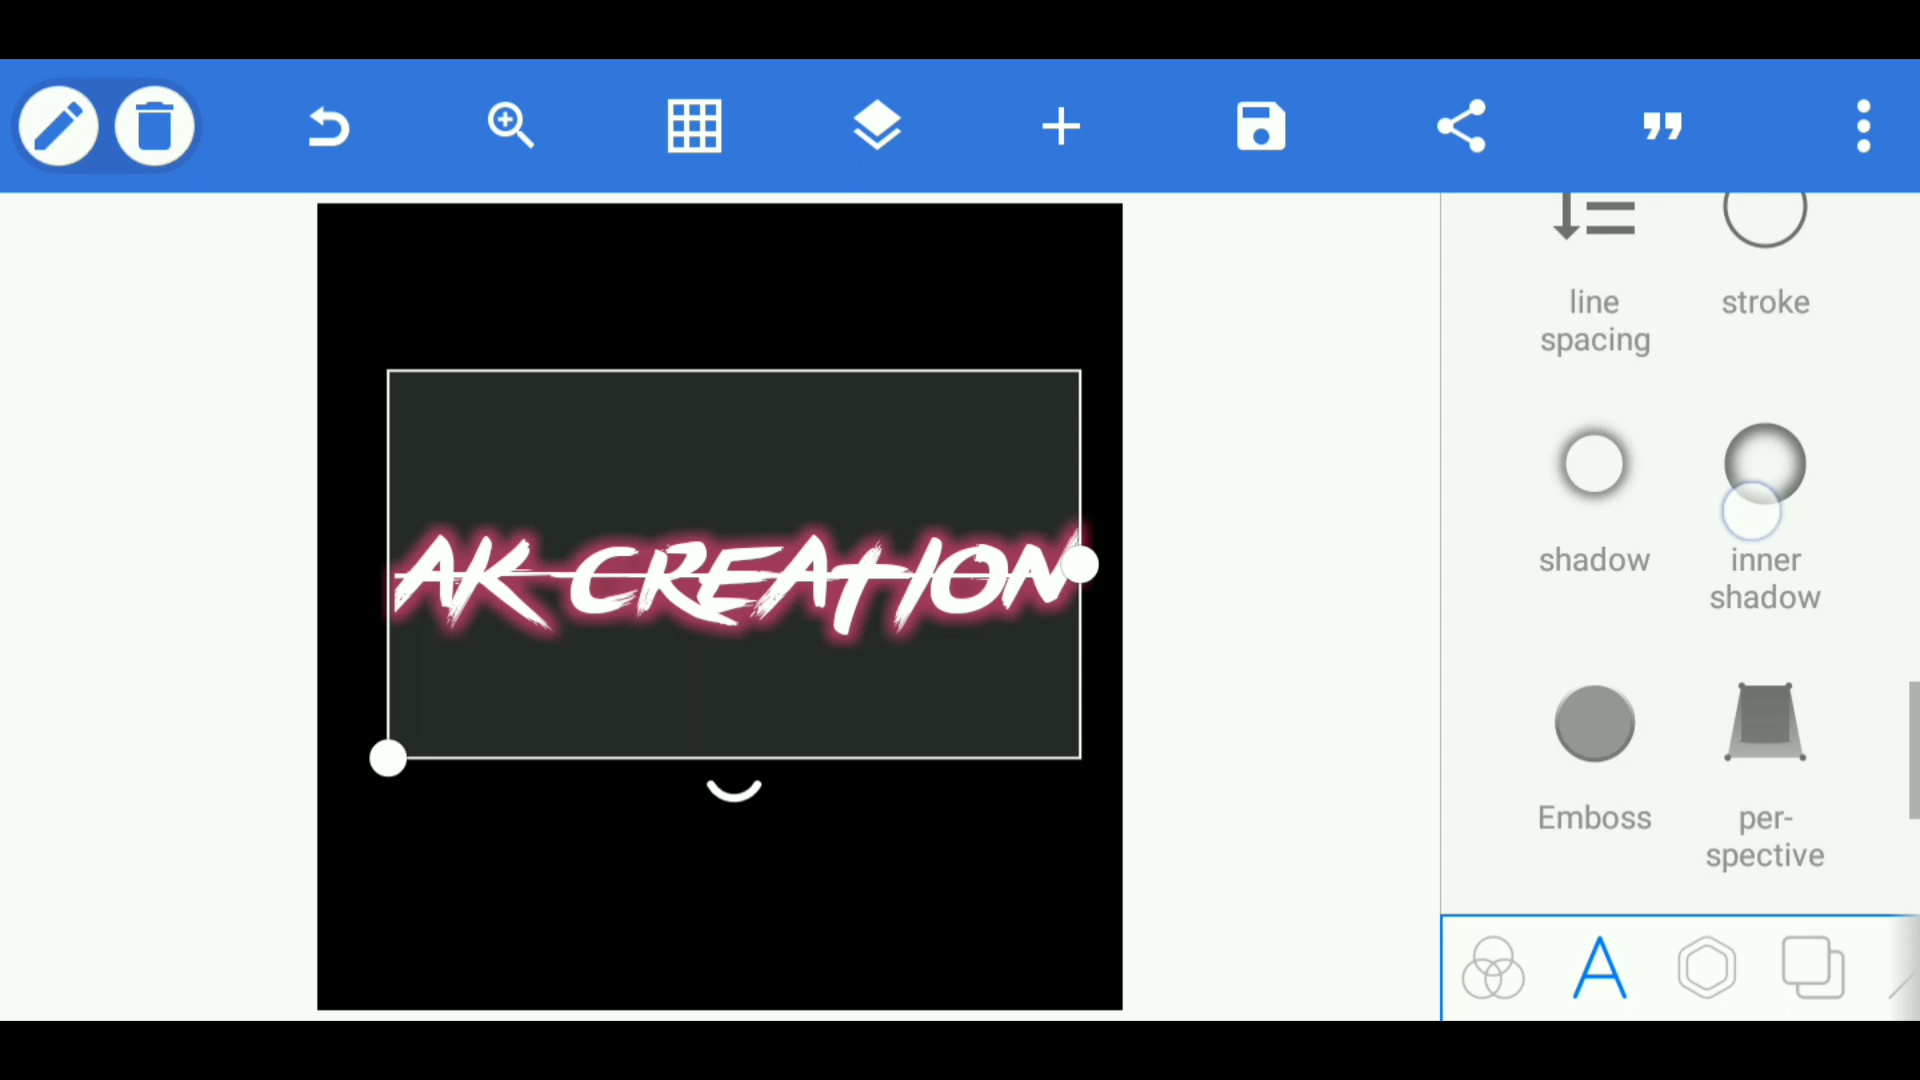 line
spacing
stroke
AK CREATION
shadow
inner
shadow
Emboss
per-
spective